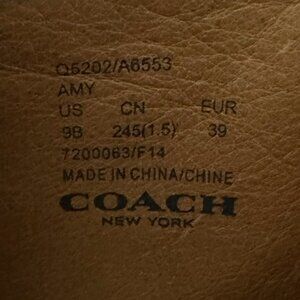 Q5202/A6553
AMY
US CN EUR
9B 245(1.5) 39
7200063/F14
MADE IN CHINA/CHINE
COACH
NEW YORK